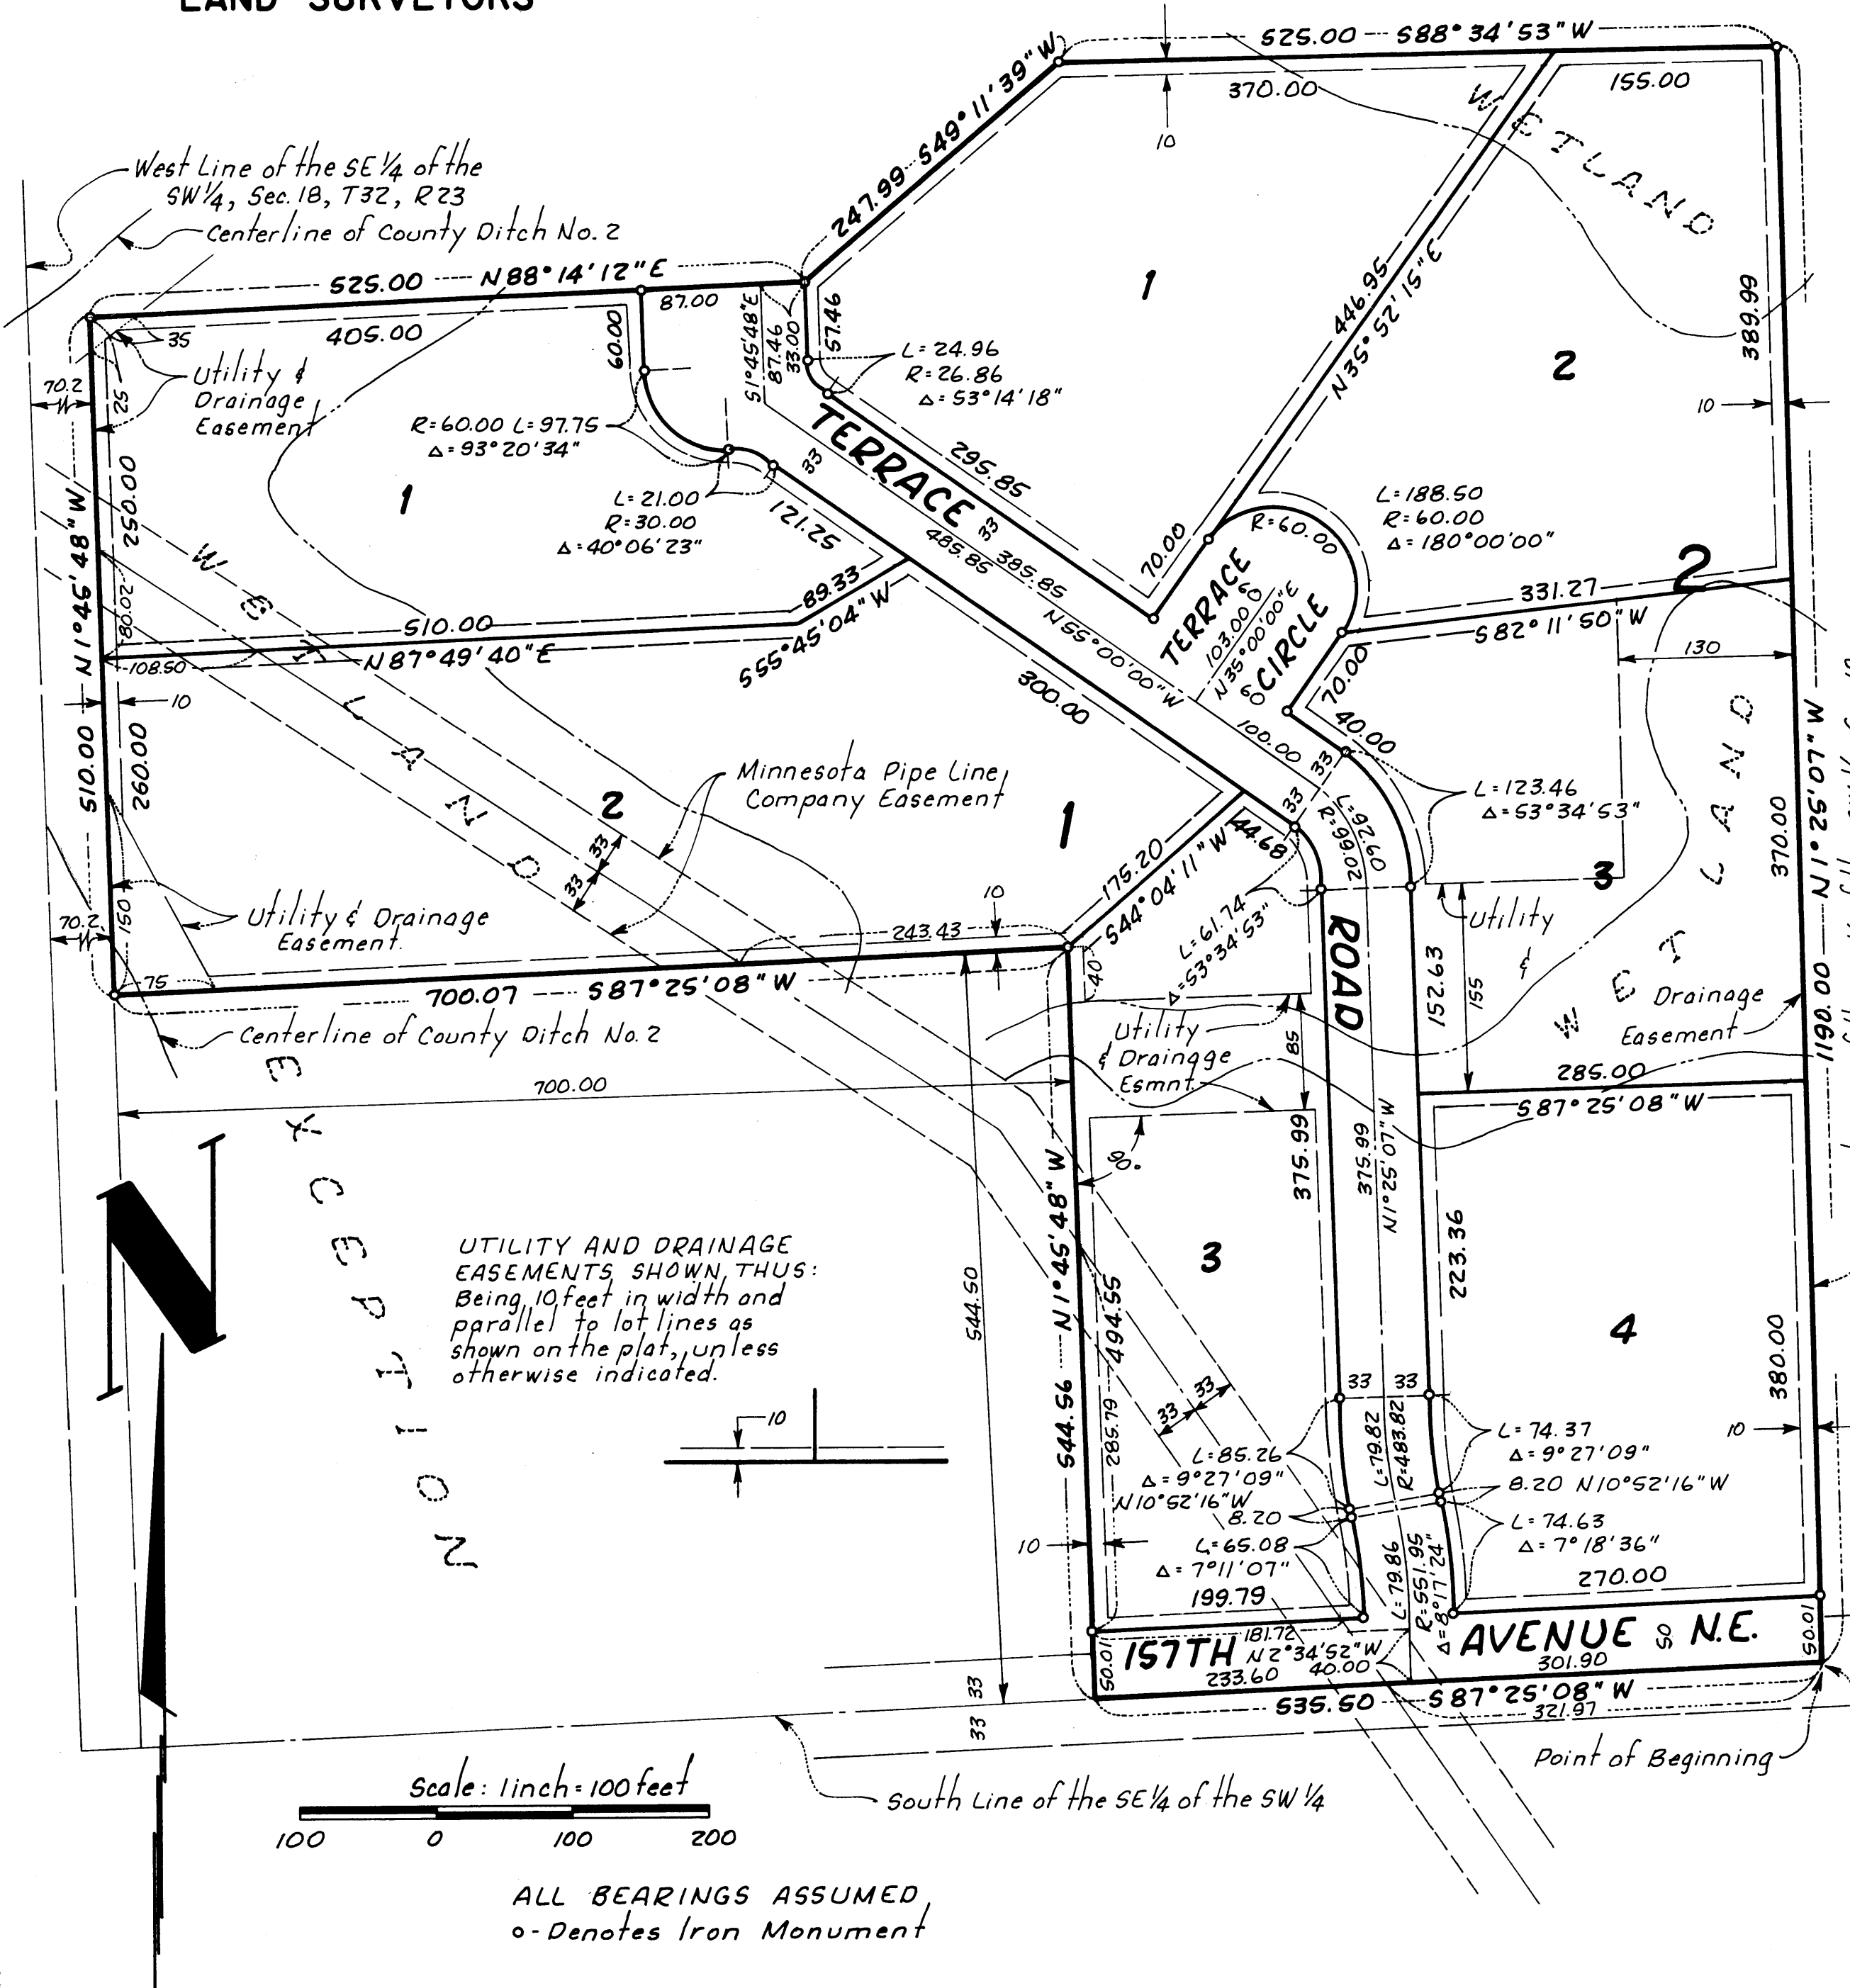 LAND SURVEYORS
525.00 S88°34'53"W
370.00
155.00
10
247.99 S49°11'39"W
West Line of the SE 1/4 of the
SW 1/4, Sec. 18, T32, R23
Centerline of County Ditch No. 2
525.00 N88°14'12"E
87.00
405.00
35
60.00
S1°45'48"E
87.46
33.00
57.46
L=24.96
R=26.86
Δ=53°14'18"
1
WETLAND
446.95
N35°52'15"E
2
389.99
10
70.2
25
Utility &
Drainage
Easement
R=60.00 L=97.75
Δ=93°20'34"
L=21.00
R=30.00
Δ=40°06'23"
1
N1°45'48"W
250.00
80.02
TERRACE
33
295.85
33
485.85
385.85
N55°00'00"W
121.25
89.33
S55°45'04"W
510.00
N87°49'40"E
108.50
10
70.00
R=60.00
L=188.50
R=60.00
Δ=180°00'00"
TERRACE
CIRCLE
60
103.00
N35°00'00"E
60
2
331.27
S82°11'50"W
130
70.00
40.00
100.00
33
33
L=92.60
R=99.02
L=123.46
Δ=53°34'53"
300.00
WETLAND
510.00
260.00
2
Minnesota Pipe Line
Company Easement
33
33
1
175.20
S44°04'11"W
44.68
L=61.74
Δ=53°34'53"
3
370.00
N1°52'07"W
1190.00
WETLAND
Utility
&
Drainage
Easement
152.63
155
ROAD
70.2
150
75
Utility & Drainage
Easement.
243.43
10
40
700.07 S87°25'08"W
Centerline of County Ditch No. 2
700.00
Utility
& Drainage
Esmnt.
85
90°
285.00
S87°25'08"W
375.99
375.99
N1°25'07"W
223.36
EXCEPTION
N
UTILITY AND DRAINAGE
EASEMENTS SHOWN THUS:
Being 10 feet in width and
parallel to lot lines as
shown on the plat, unless
otherwise indicated.
10
544.50
544.56 N1°45'48"W
494.55
285.79
3
4
380.00
10
33
33
33 33
L=79.82
R=483.82
L=85.26
Δ=9°27'09"
N10°52'16"W
8.20
L=65.08
Δ=7°11'07"
10
199.79
L=74.37
Δ=9°27'09"
8.20 N10°52'16"W
L=74.63
Δ=7°18'36"
L=79.86
R=551.95
Δ=8°17'24"
270.00
50.01
157TH AVENUE N.E.
50
50.01
181.72
N2°34'52"W
233.60 40.00
301.90
535.50 S87°25'08"W
321.97
33
33
Point of Beginning
South Line of the SE 1/4 of the SW 1/4
Scale: 1 inch = 100 feet
100 0 100 200
ALL BEARINGS ASSUMED
o - Denotes Iron Monument